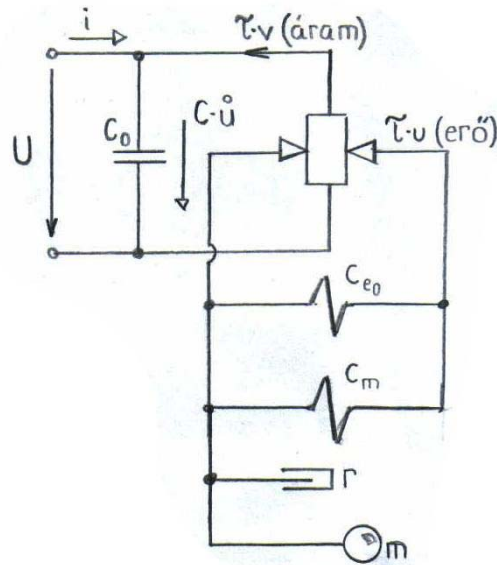 i
τ·v (áram)
U
C₀
C·ů
τ·u (erő)
Ce₀
Cm
r
m